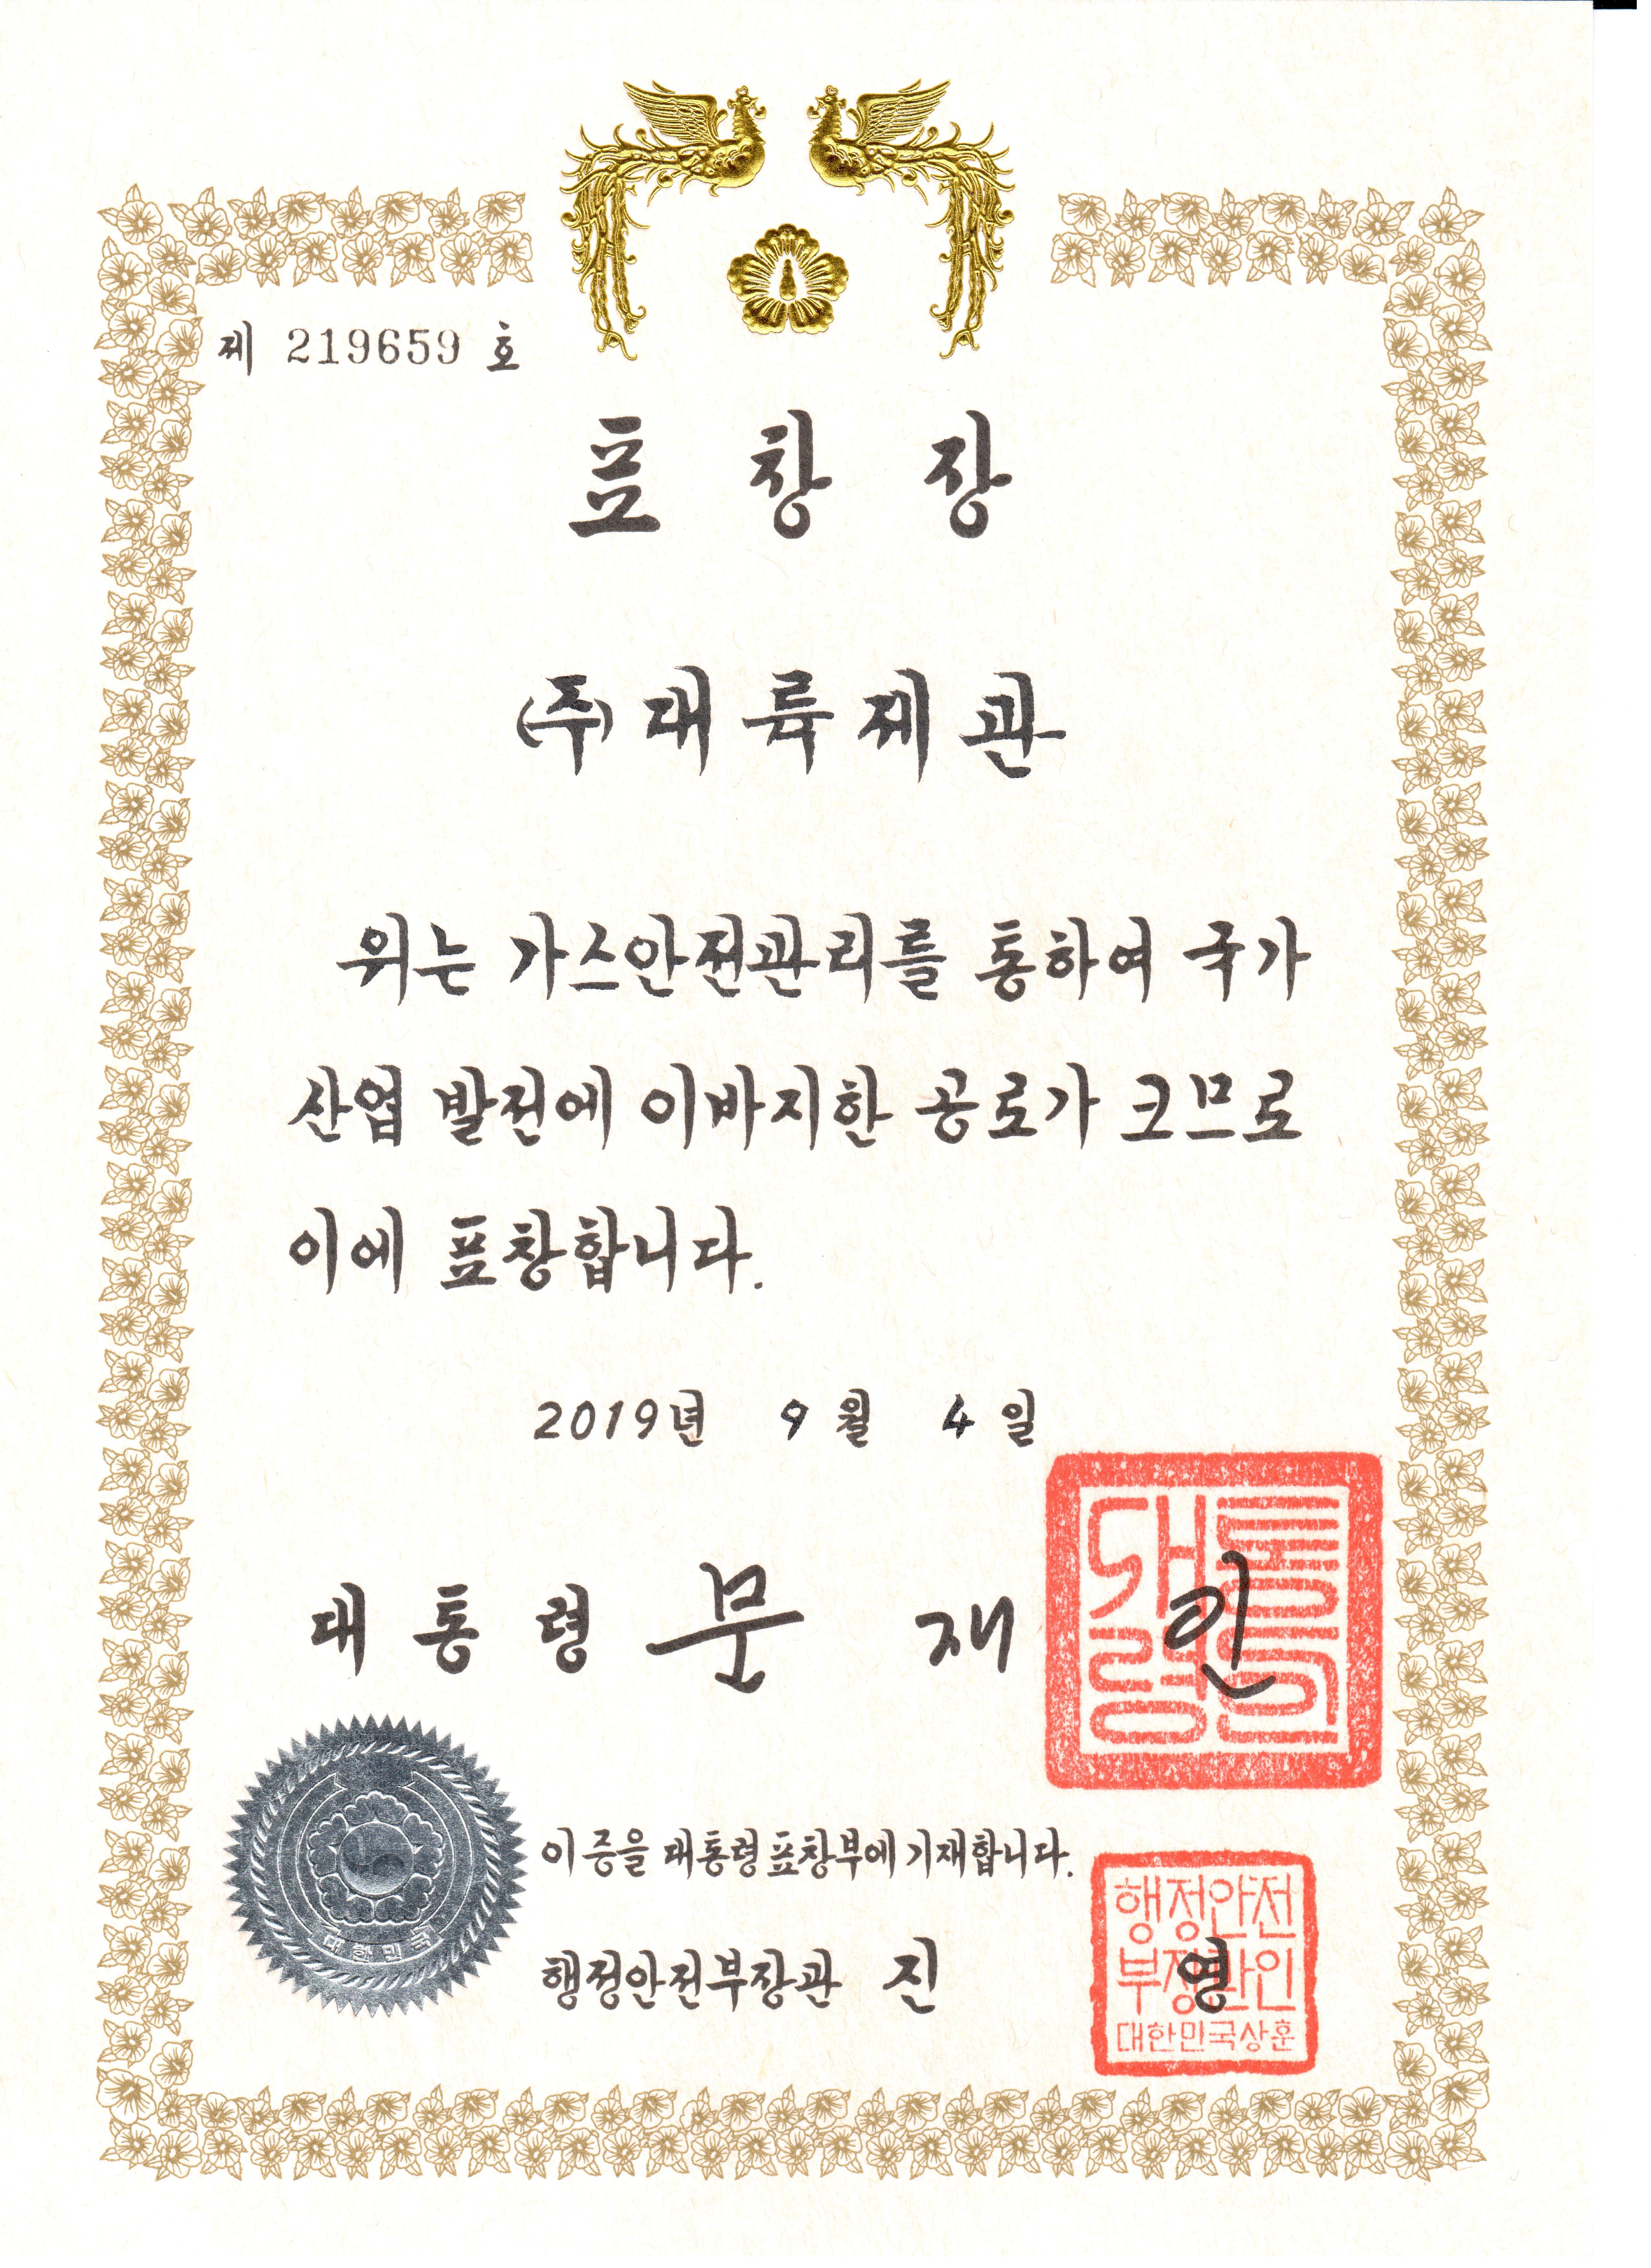 제 219659 호
표 창 장
(주)대륙제관
위는 가스안전관리를 통하여 국가
산업 발전에 이바지한 공로가 크므로
이에 표창합니다.
2019년 9월 4일
대통령 문재인
대통령인
이 증을 대통령표창부에 기재합니다.
행정안전부장관 진영
행정안전
부장관인
대한민국상훈
대한민국